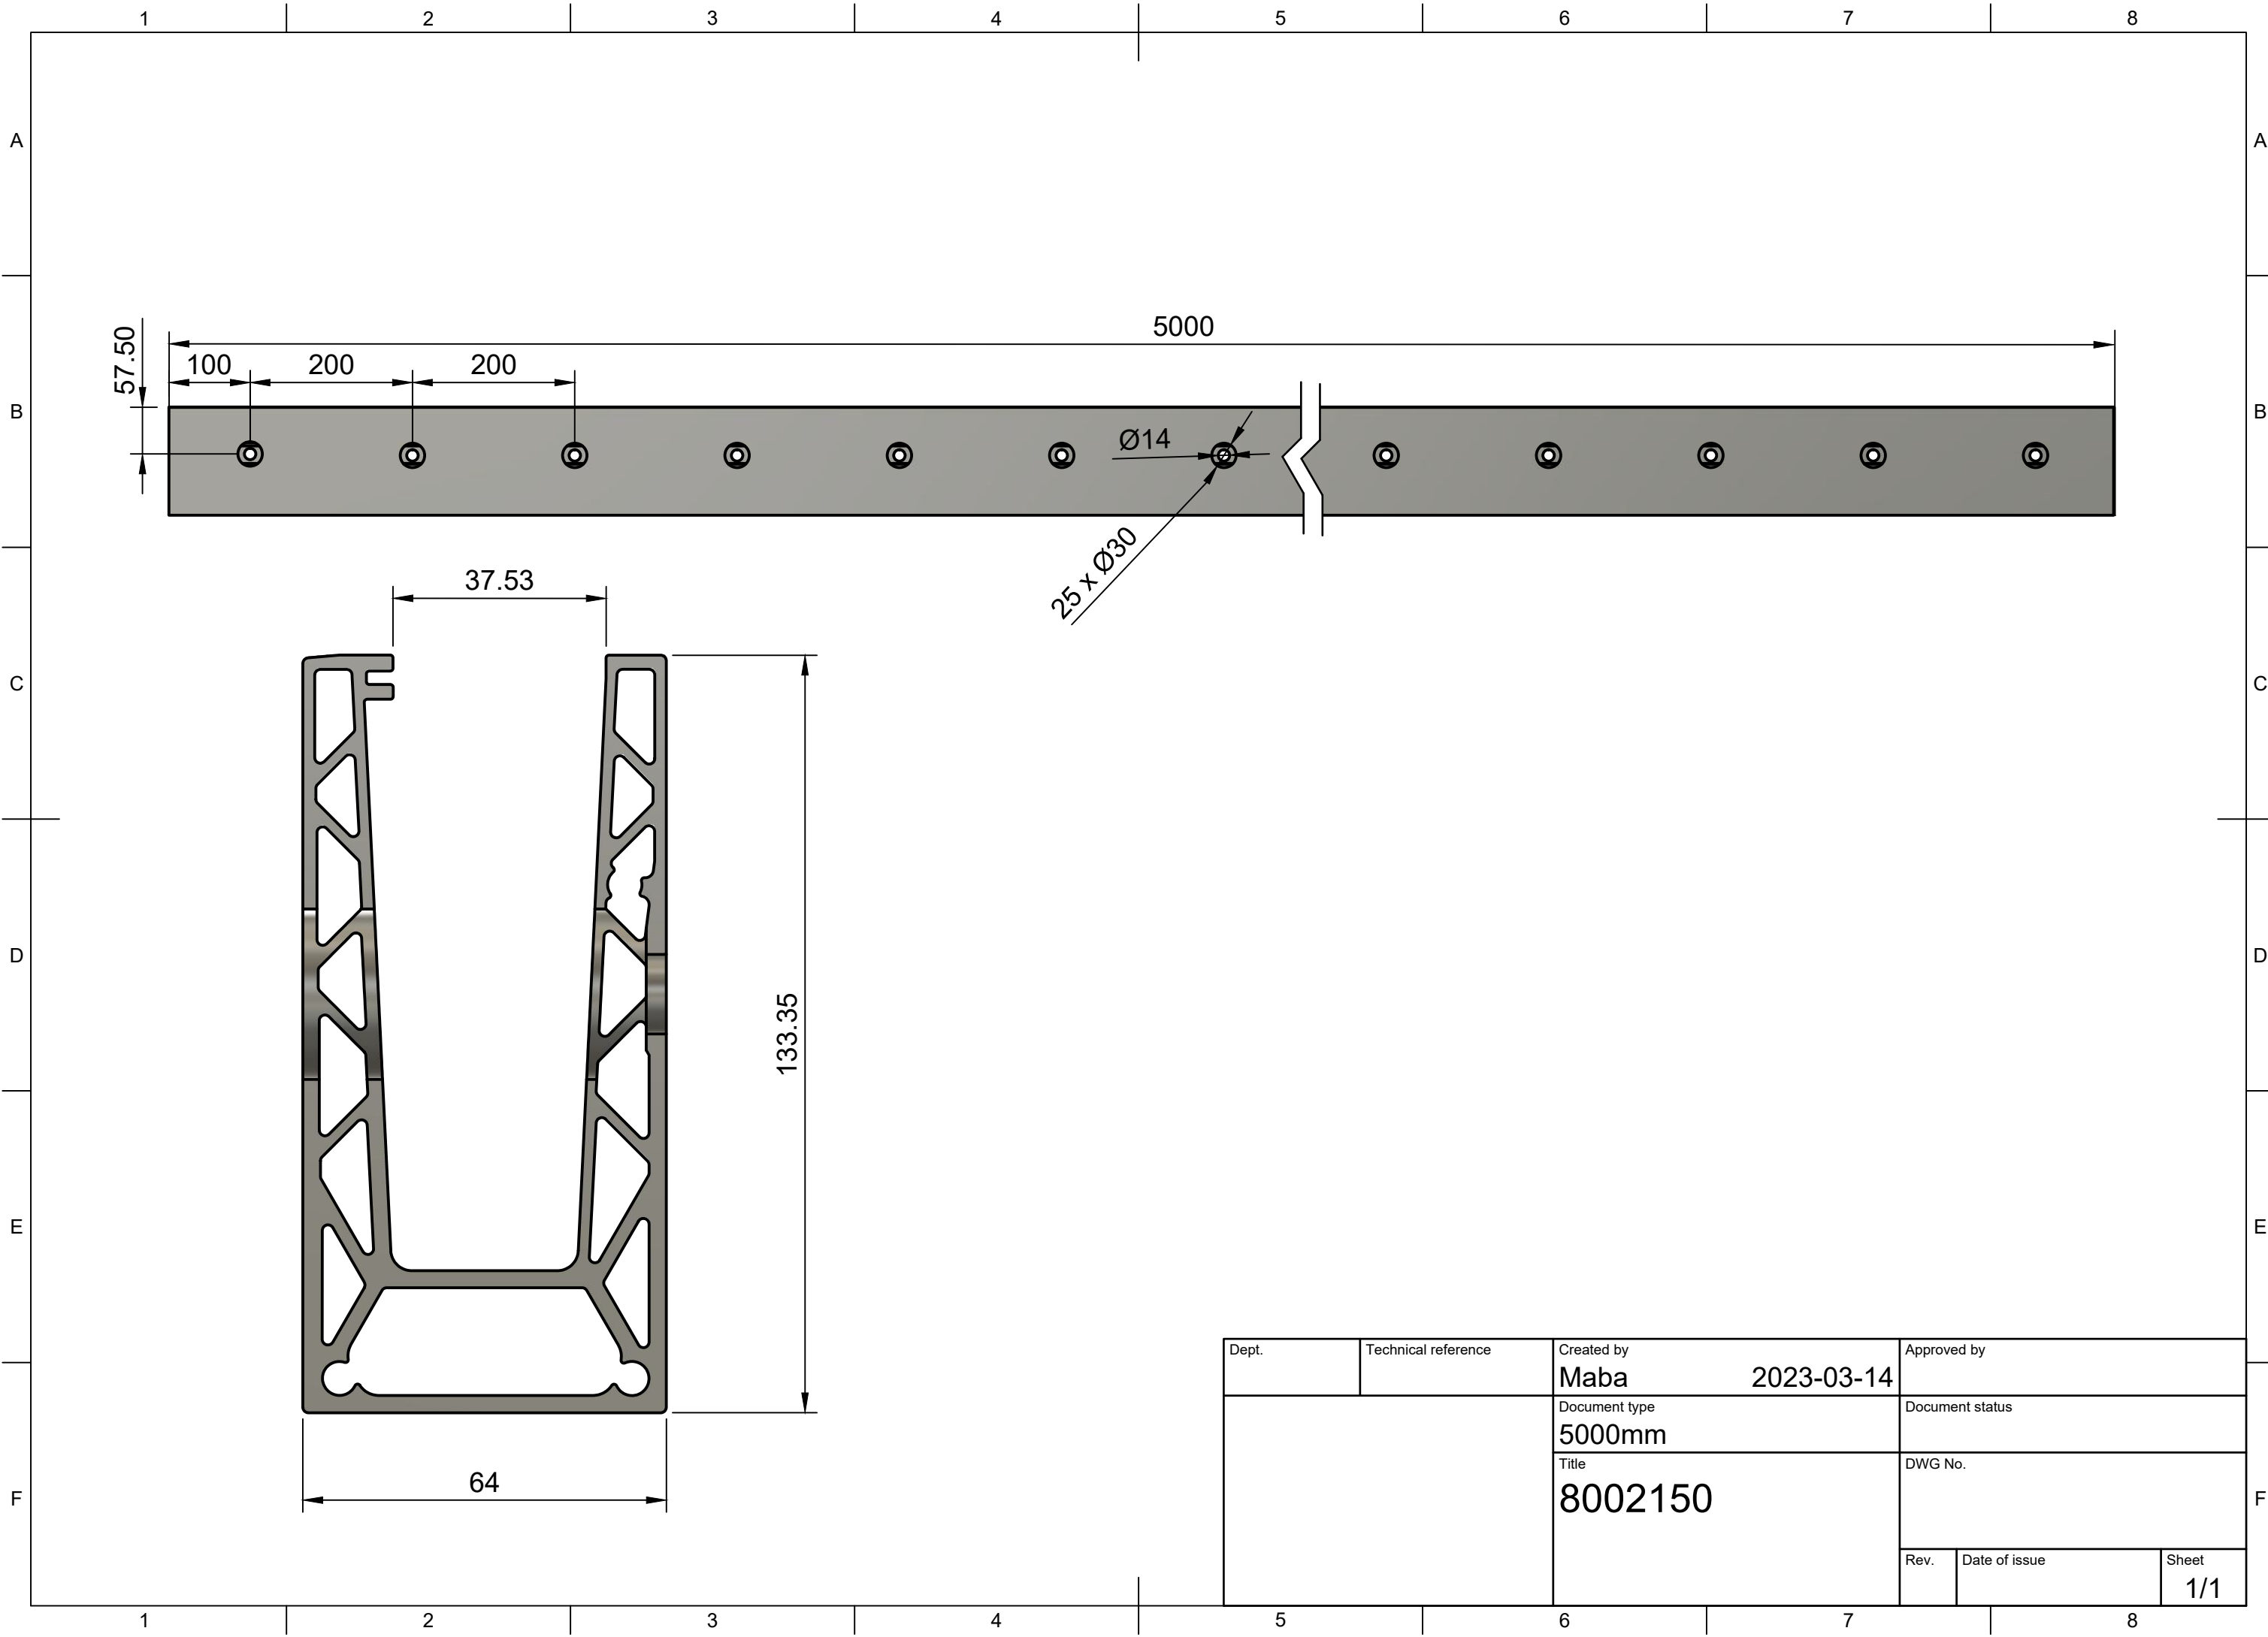 1 2 3 4 5 6 7 8
A A
5000
57.50
100 200 200
B B
Ø14
25 x Ø30
37.53
C C
D D
133.35
E E
64
F F
Dept. Technical reference Created by Approved by
Maba 2023-03-14
Document type Document status
5000mm
Title DWG No.
8002150
Rev. Date of issue Sheet
1/1
1 2 3 4 5 6 7 8